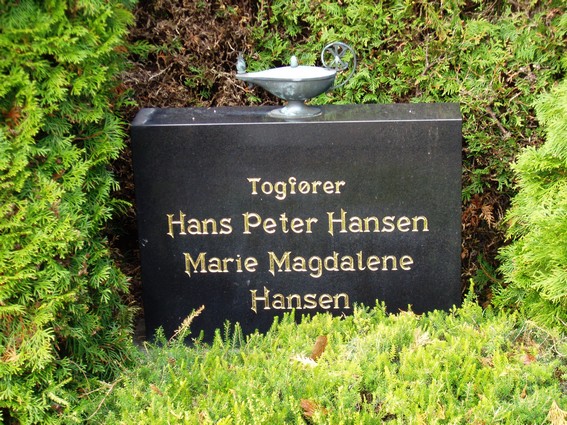 Togfører
Hans Peter Hansen
Marie Magdalene
Hansen